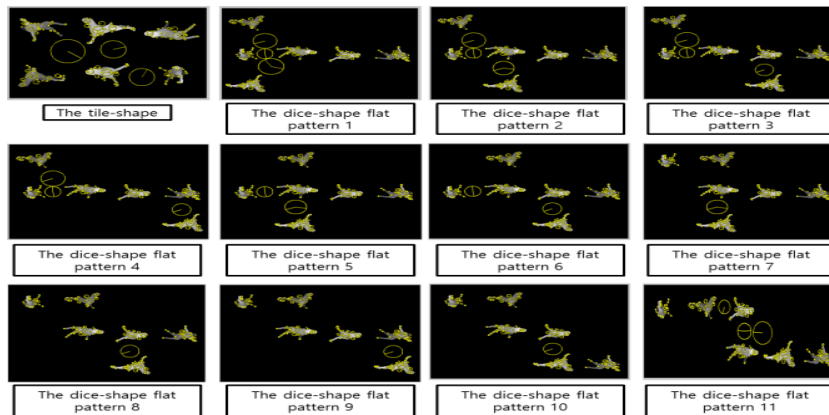 The tile-shape
The dice-shape flat
pattern 1
The dice-shape flat
pattern 2
The dice-shape flat
pattern 3
The dice-shape flat
pattern 4
The dice-shape flat
pattern 5
The dice-shape flat
pattern 6
The dice-shape flat
pattern 7
The dice-shape flat
pattern 8
The dice-shape flat
pattern 9
The dice-shape flat
pattern 10
The dice-shape flat
pattern 11